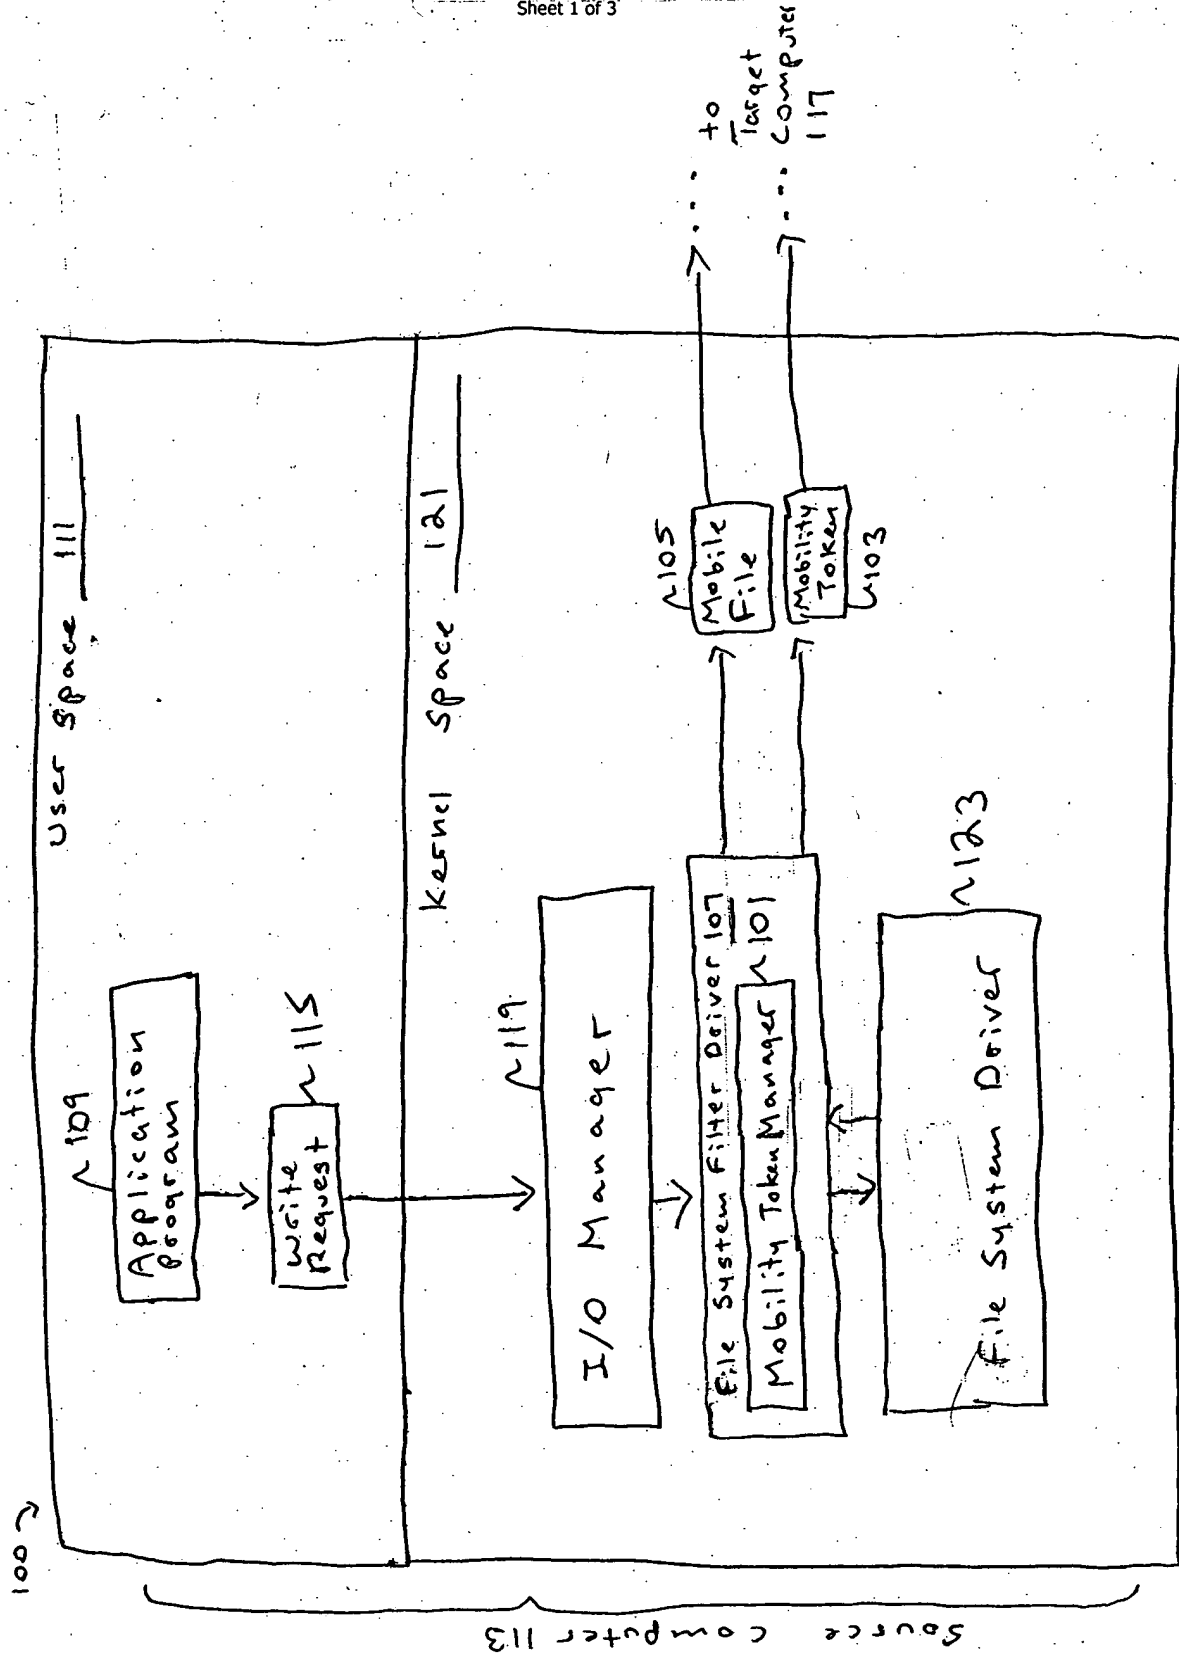 Sheet 1 of 3
100
Source Computer 113
User Space 111
~109
Application
Program
Write
Request
~115
Kernel Space 121
~119
I/O Manager
File System Filter Driver 107
Mobility Token Manager
~101
File System Driver
~123
~105
Mobile
File
Mobility
Token
~103
to
Target
Computer
117